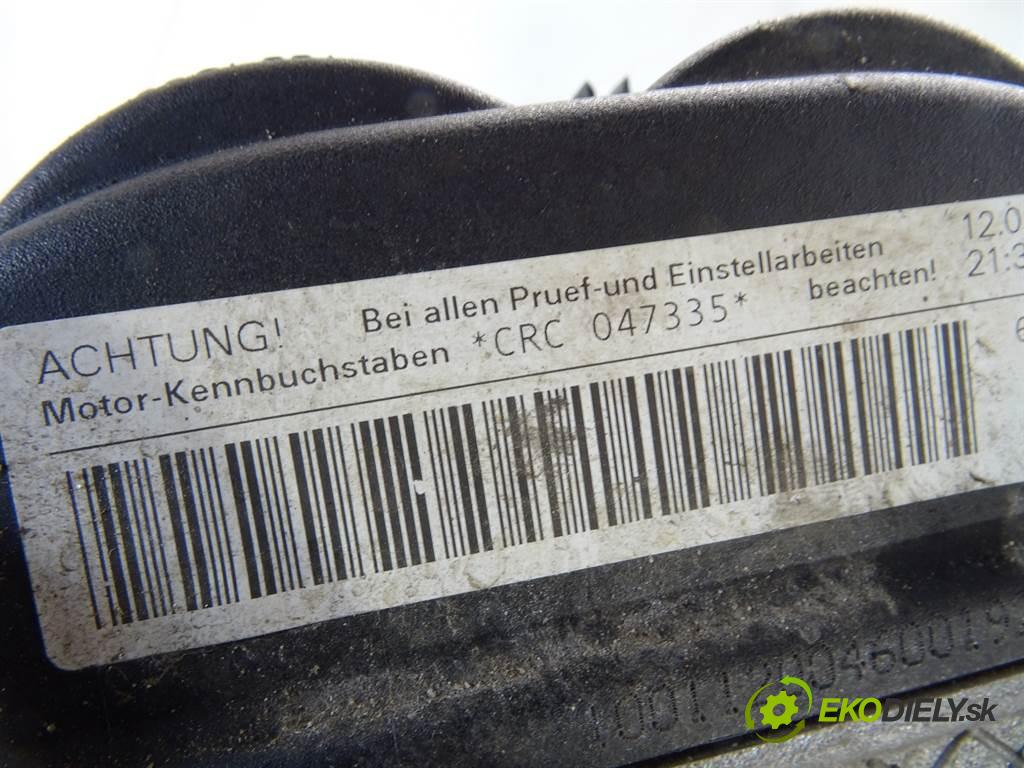 ACHTUNG! Bei allen Pruef-und Einstellarbeiten
Motor-Kennbuchstaben *CRC 047335* beachten!
EKODIELY.sk